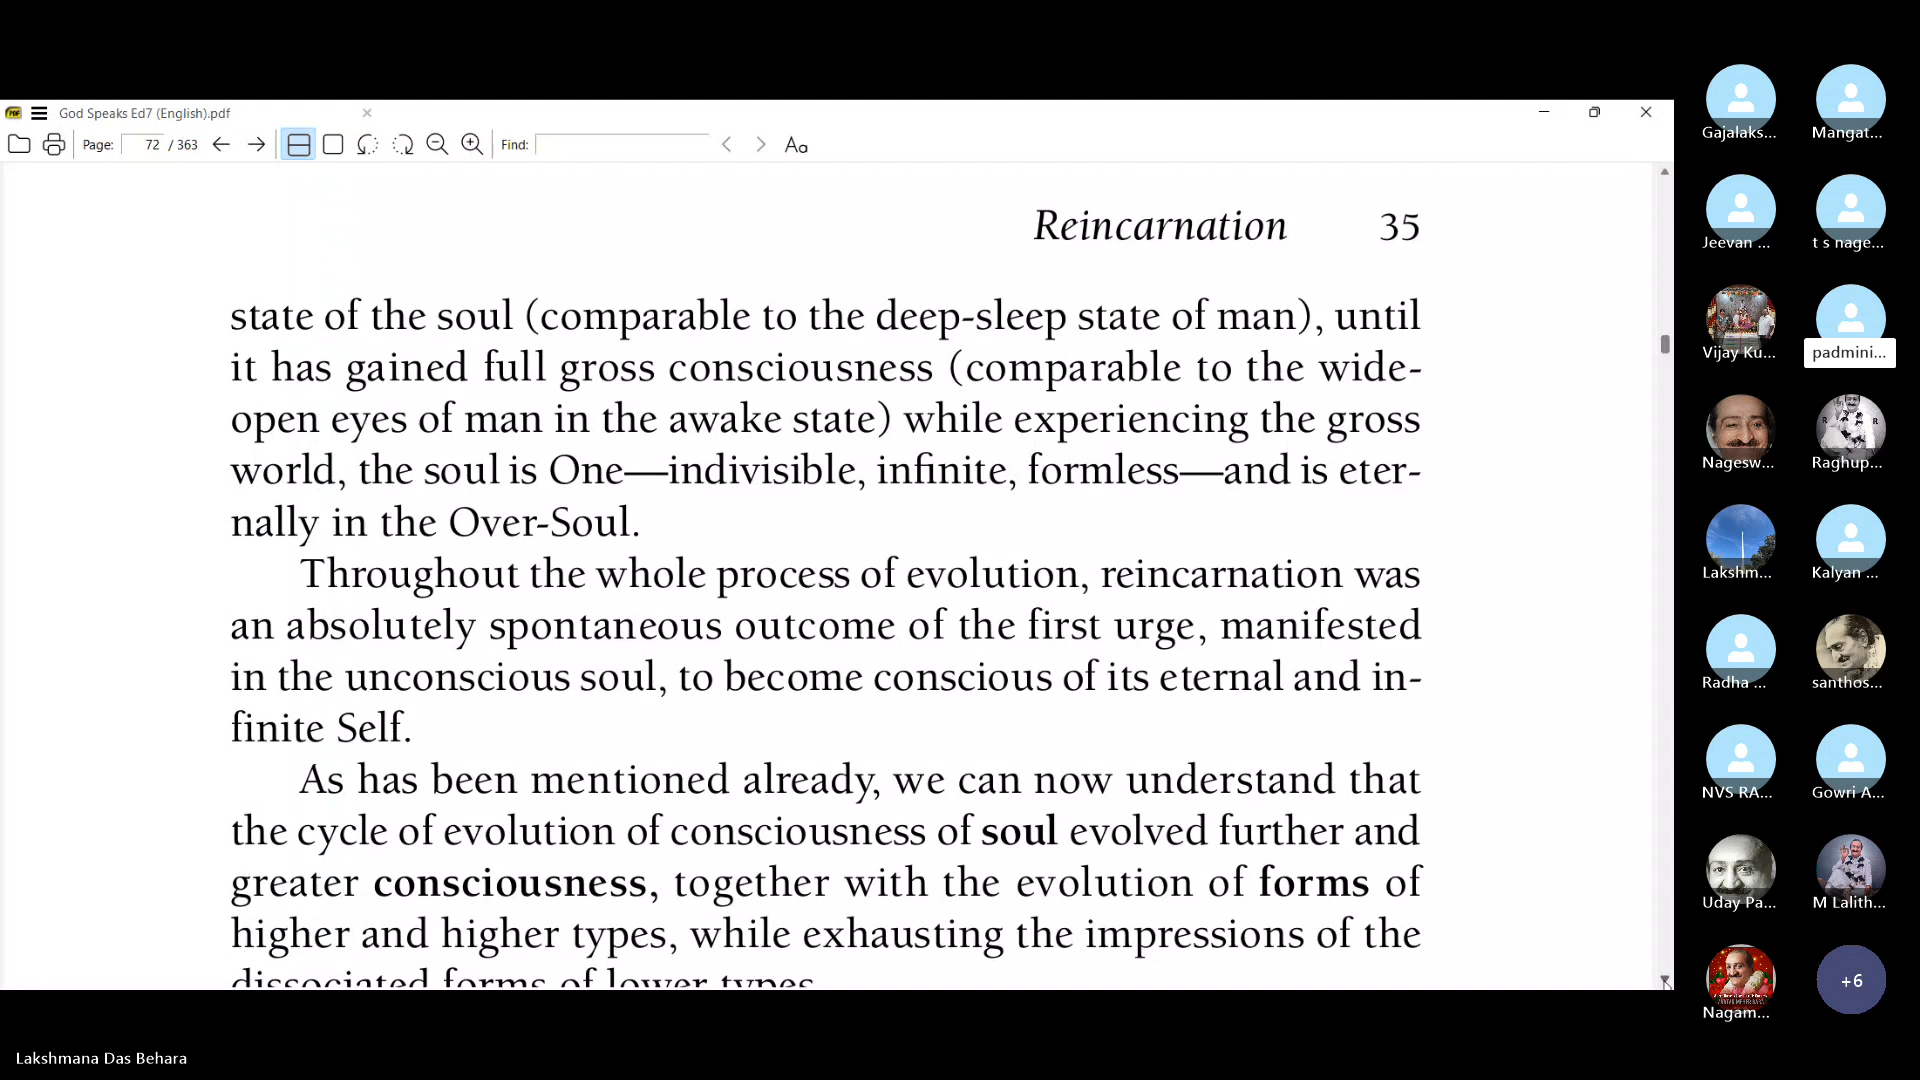 God Speaks Ed7 (English).pdf
Page: 72 / 363 Find: Aa
Reincarnation 35
state of the soul (comparable to the deep-sleep state of man), until
it has gained full gross consciousness (comparable to the wide-
open eyes of man in the awake state) while experiencing the gross
world, the soul is One—indivisible, infinite, formless—and is eter-
nally in the Over-Soul.
Throughout the whole process of evolution, reincarnation was
an absolutely spontaneous outcome of the first urge, manifested
in the unconscious soul, to become conscious of its eternal and in-
finite Self.
As has been mentioned already, we can now understand that
the cycle of evolution of consciousness of soul evolved further and
greater consciousness, together with the evolution of forms of
higher and higher types, while exhausting the impressions of the
dissociated forms of lower types.
Gajalaks... Mangat...
Jeevan ... t s nage...
Vijay Ku... padmini...
Nagesw... Raghup...
Lakshm... Kalyan ...
Radha ... santhos...
NVS RA... Gowri A...
Uday Pa... M Lalith...
Nagam... +6
Lakshmana Das Behara